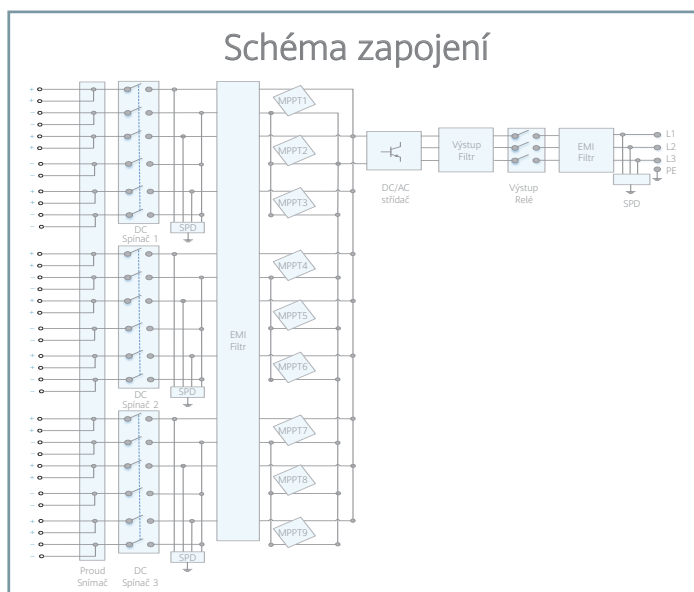 Schéma zapojení
MPPT1
MPPT2
MPPT3
DC
Spínač 1
SPD
MPPT4
MPPT5
MPPT6
EMI
Filtr
DC
Spínač 2
SPD
MPPT7
MPPT8
MPPT9
Proud
Snímač
DC
Spínač 3
SPD
DC/AC
střídač
Výstup
Filtr
Výstup
Relé
EMI
Filtr
L1
L2
L3
PE
SPD